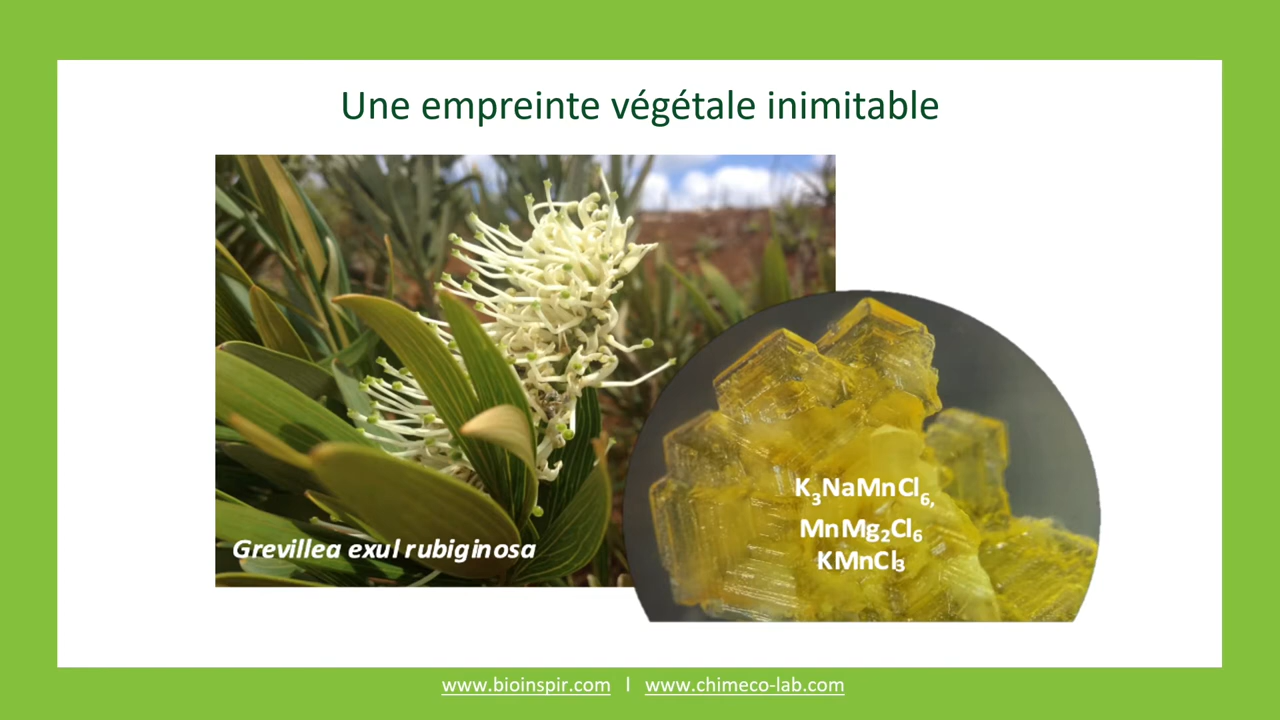 Une empreinte végétale inimitable
Grevillea exul rubiginosa
K₃NaMnCl₆,
MnMg₂Cl₆
KMnCl₃
www.bioinspir.com | www.chimeco-lab.com